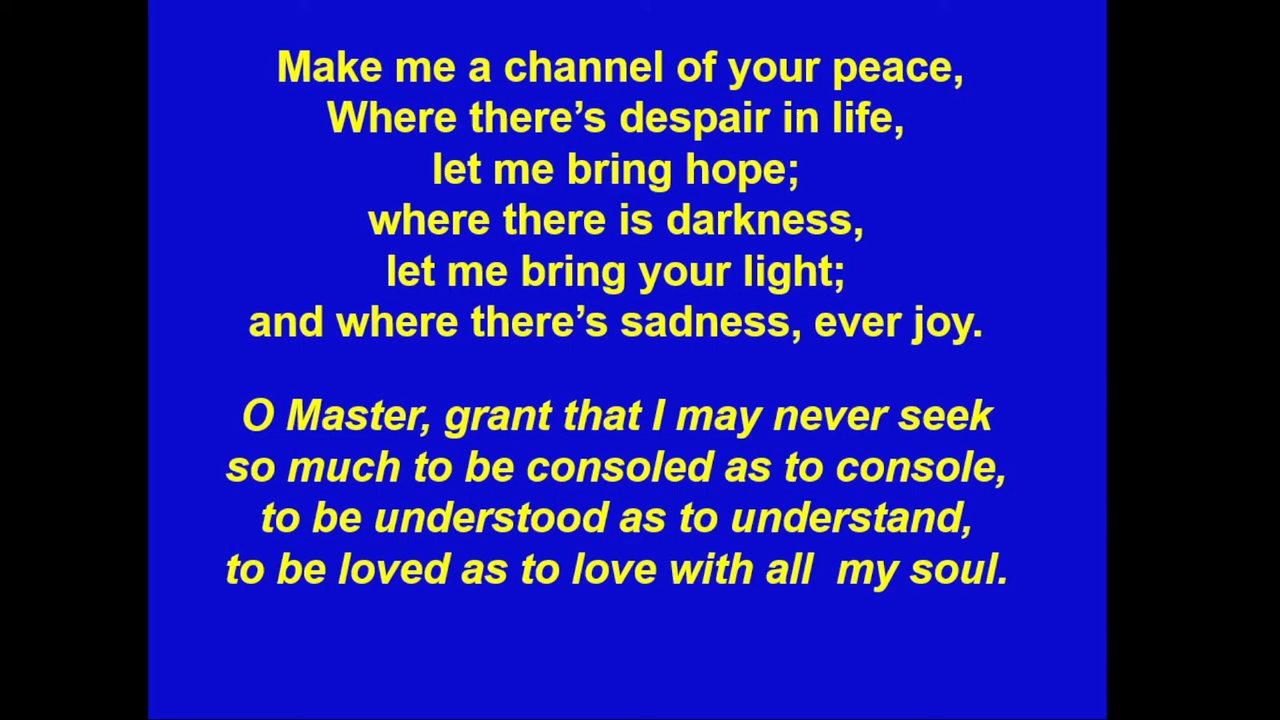 Make me a channel of your peace,
Where there’s despair in life,
let me bring hope;
where there is darkness,
let me bring your light;
and where there’s sadness, ever joy.
O Master, grant that I may never seek
so much to be consoled as to console,
to be understood as to understand,
to be loved as to love with all  my soul.